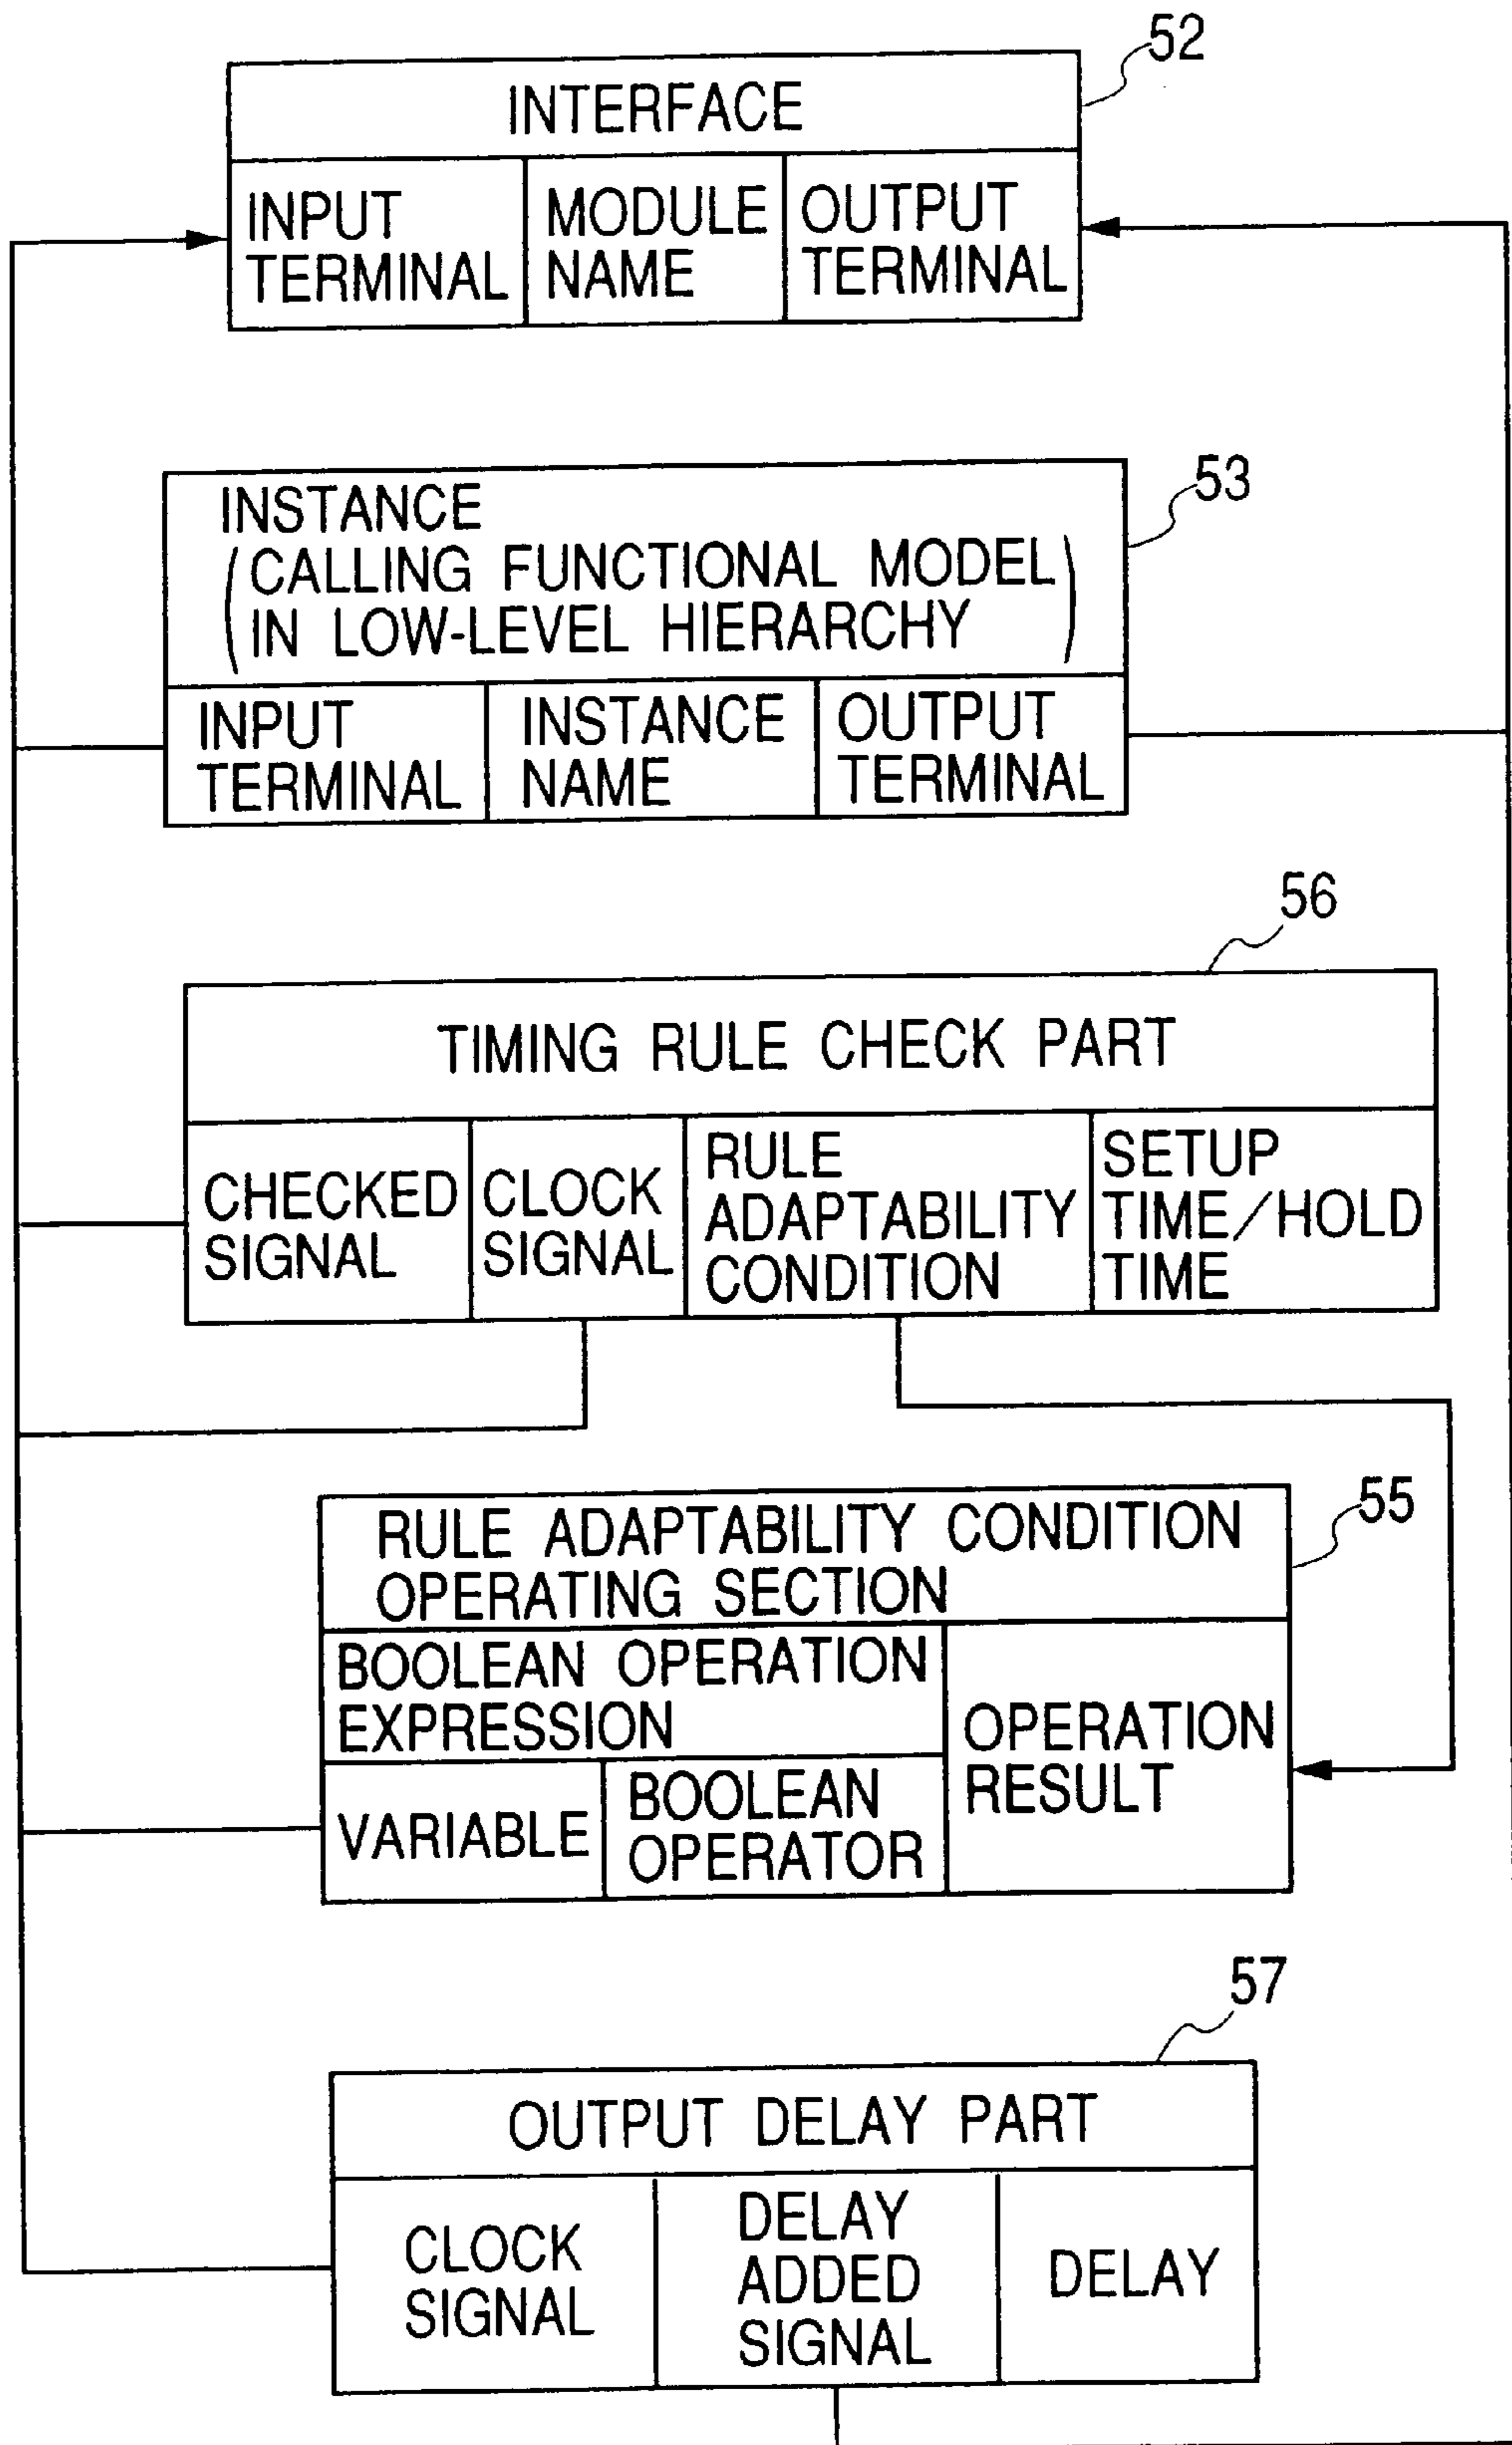 52
INTERFACE
INPUT
TERMINAL
MODULE
NAME
OUTPUT
TERMINAL
53
INSTANCE
(CALLING FUNCTIONAL MODEL
IN LOW-LEVEL HIERARCHY)
INPUT
TERMINAL
INSTANCE
NAME
OUTPUT
TERMINAL
56
TIMING RULE CHECK PART
CHECKED
SIGNAL
CLOCK
SIGNAL
RULE
ADAPTABILITY
CONDITION
SETUP
TIME/HOLD
TIME
55
RULE ADAPTABILITY CONDITION
OPERATING SECTION
BOOLEAN OPERATION
EXPRESSION
VARIABLE
BOOLEAN
OPERATOR
OPERATION
RESULT
57
OUTPUT DELAY PART
CLOCK
SIGNAL
DELAY
ADDED
SIGNAL
DELAY